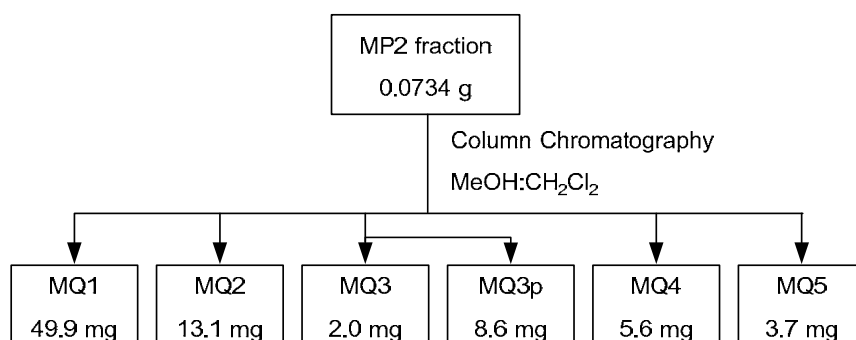 MP2 fraction
0.0734 g
Column Chromatography
MeOH:CH₂Cl₂
MQ1
49.9 mg
MQ2
13.1 mg
MQ3
2.0 mg
MQ3p
8.6 mg
MQ4
5.6 mg
MQ5
3.7 mg